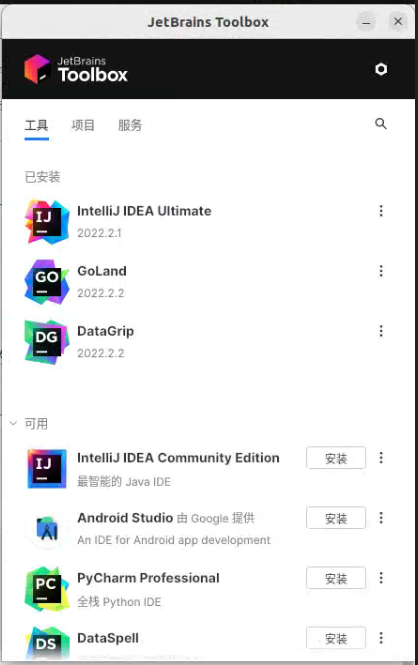 JetBrains Toolbox
JetBrains
Toolbox
工具 项目 服务
已安装
IJ
IntelliJ IDEA Ultimate
2022.2.1
GO
GoLand
2022.2.2
DG
DataGrip
2022.2.2
可用
IJ
IntelliJ IDEA Community Edition
最智能的 Java IDE
安装
Android Studio 由 Google 提供
An IDE for Android app development
安装
PC
PyCharm Professional
全栈 Python IDE
安装
DS
DataSpell
安装